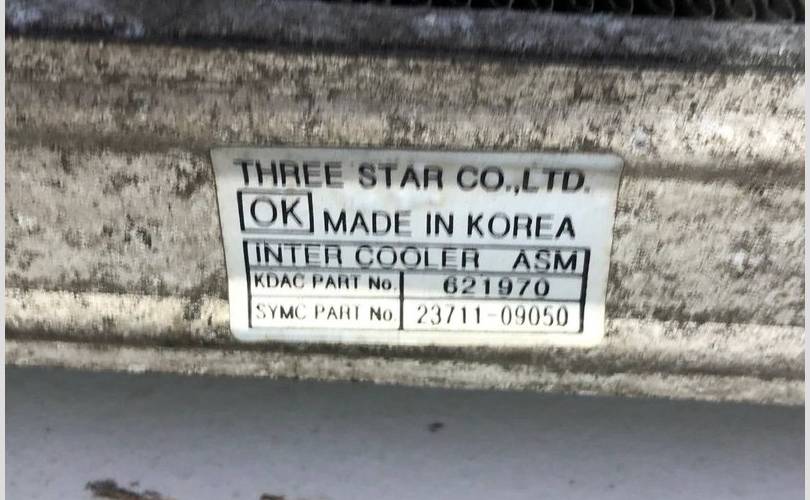 THREE STAR CO.,LTD.
OK MADE IN KOREA
INTER COOLER ASM
KDAC PART No. 621970
SYMC PART No 23711-09050